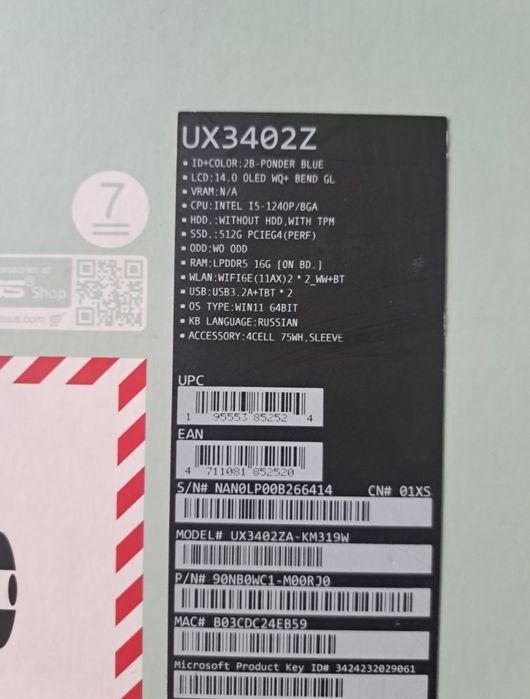 UX3402Z
▪ ID+COLOR:2B-PONDER BLUE
▪ LCD:14.0 OLED WQ+ BEND GL
▪ VRAM:N/A
▪ CPU:INTEL I5-1240P/BGA
▪ HDD.:WITHOUT HDD,WITH TPM
▪ SSD.:512G PCIEG4(PERF)
▪ ODD:WO ODD
▪ RAM:LPDDR5 16G [ON BD.]
▪ WLAN:WIFI6E(11AX)2*2_WW+BT
▪ USB:USB3.2A+TBT*2
▪ OS TYPE:WIN11 64BIT
▪ KB LANGUAGE:RUSSIAN
▪ ACCESSORY:4CELL 75WH,SLEEVE
7
Shop
UPC
1 95553 85252 4
EAN
4 711081 852520
S/N# NAN0LP00B266414 CN# 01XS
MODEL# UX3402ZA-KM319W
P/N# 90NB0WC1-M00RJ0
MAC# B03CDC24EB59
Microsoft Product Key ID# 3424232029061